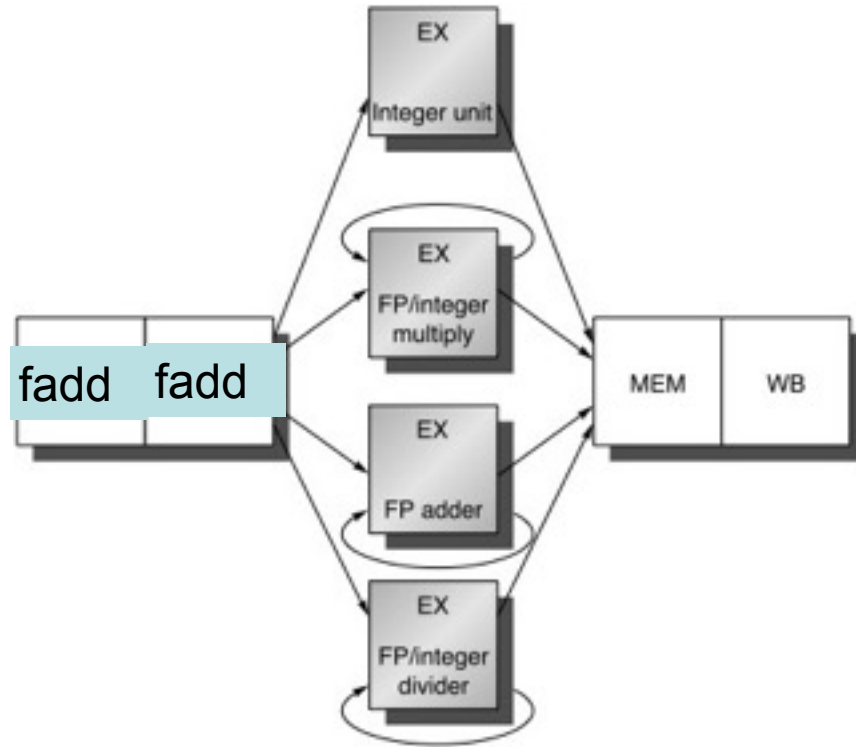 EX
Integer unit
EX
FP/integer
multiply
fadd fadd
MEM WB
EX
FP adder
EX
FP/integer
divider